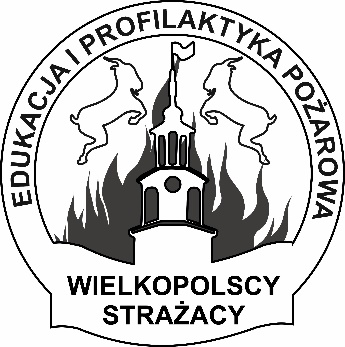 EDUKACJA I PROFILAKTYKA POŻAROWA
WIELKOPOLSCY
STRAŻACY